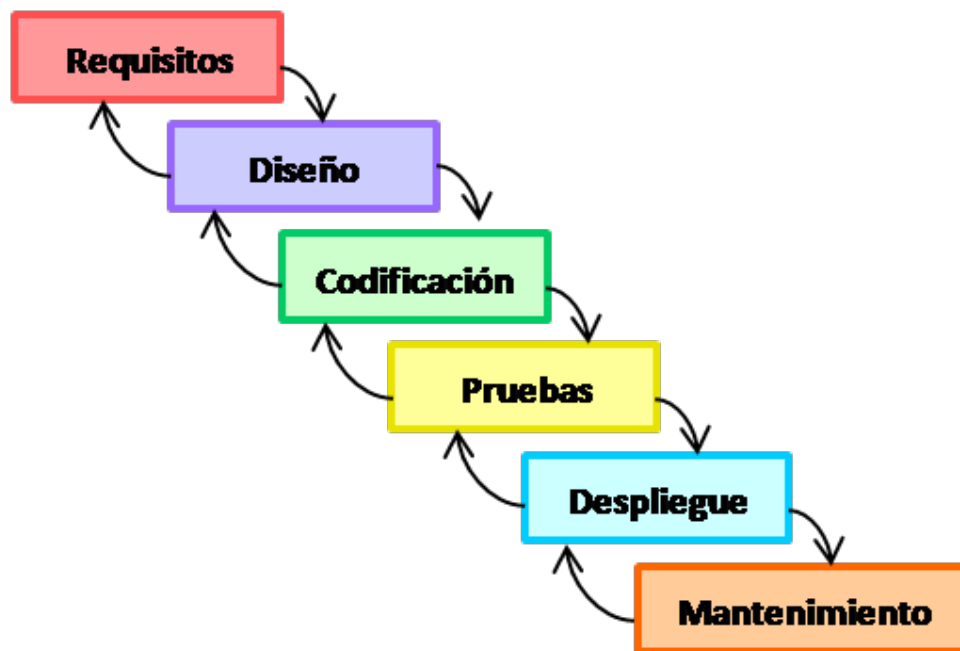 Requisitos
Diseño
Codificación
Pruebas
Despliegue
Mantenimiento